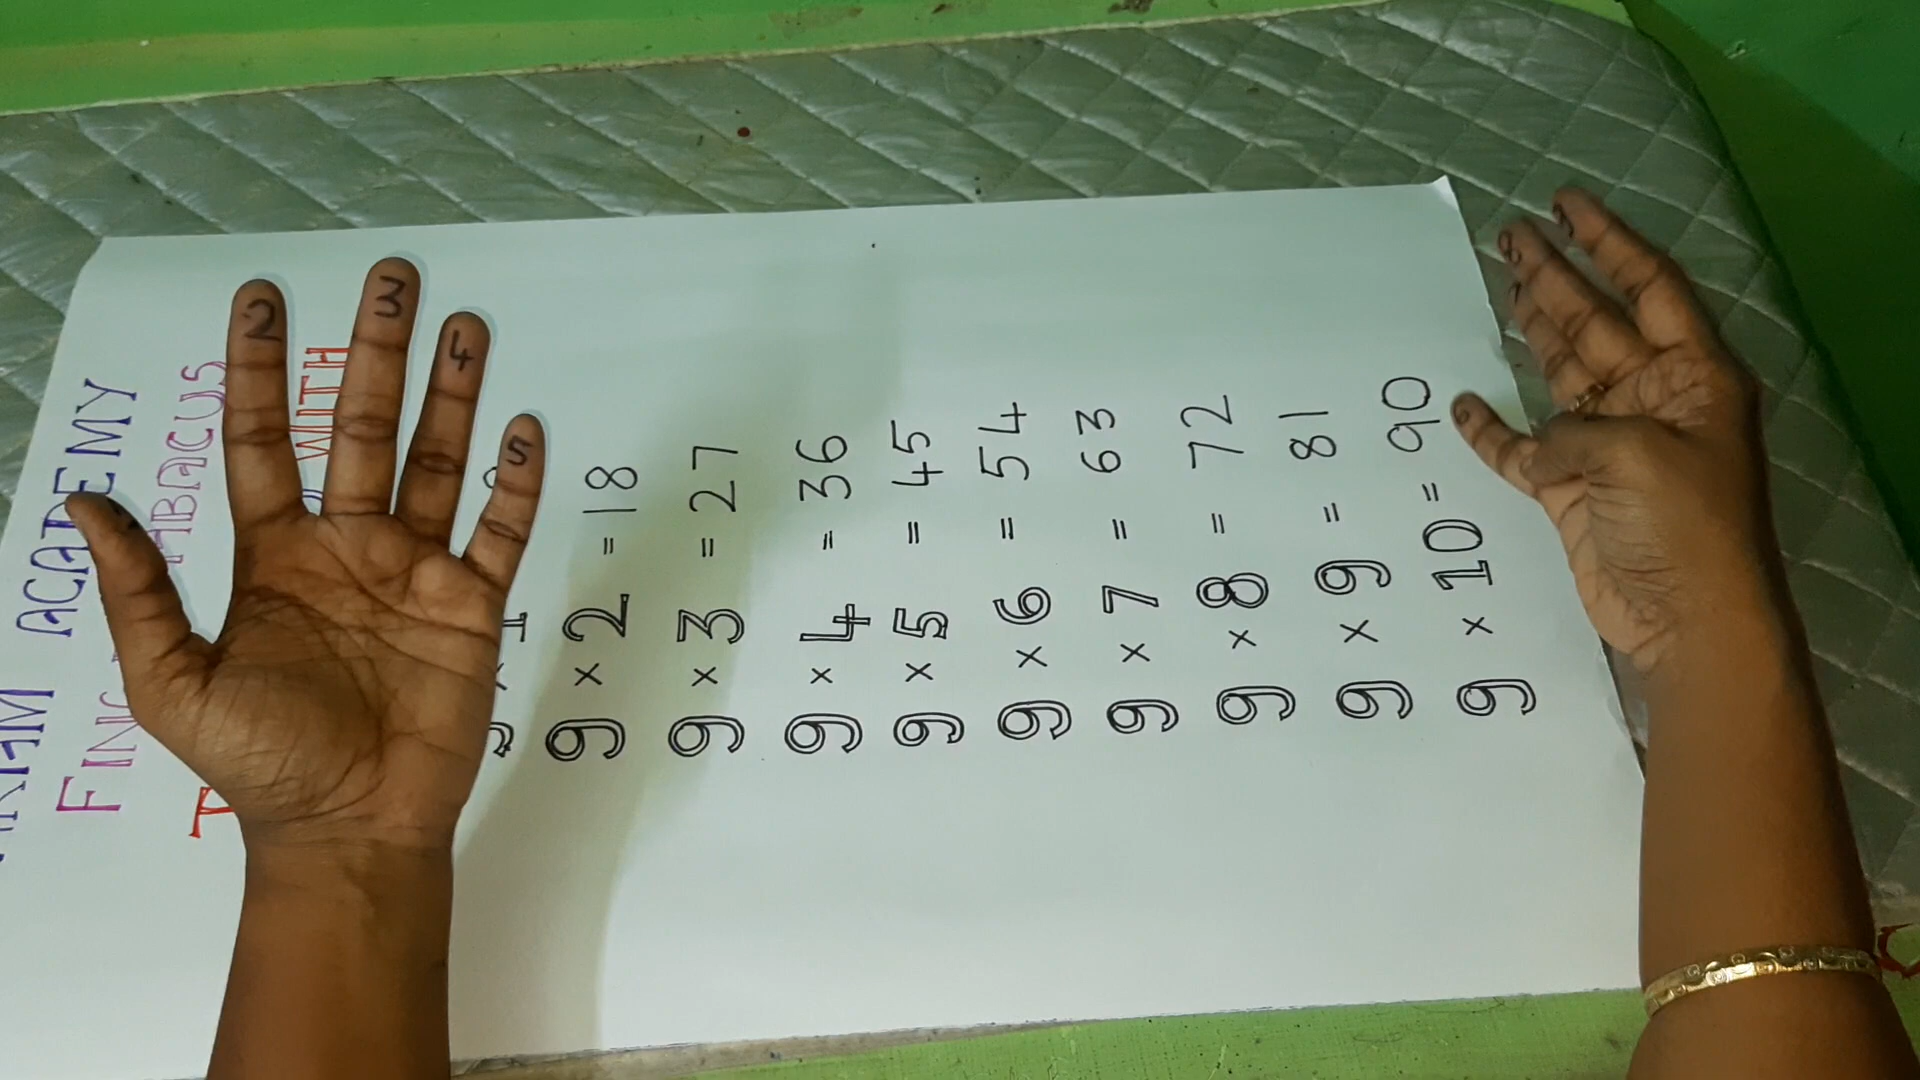 ACADEMY
ABACUS
WITH
9 × 2 = 18
9 × 3 = 27
9 × 4 = 36
9 × 5 = 45
9 × 6 = 54
9 × 7 = 63
9 × 8 = 72
9 × 9 = 81
9 × 10 = 90
2
3
4
5
8